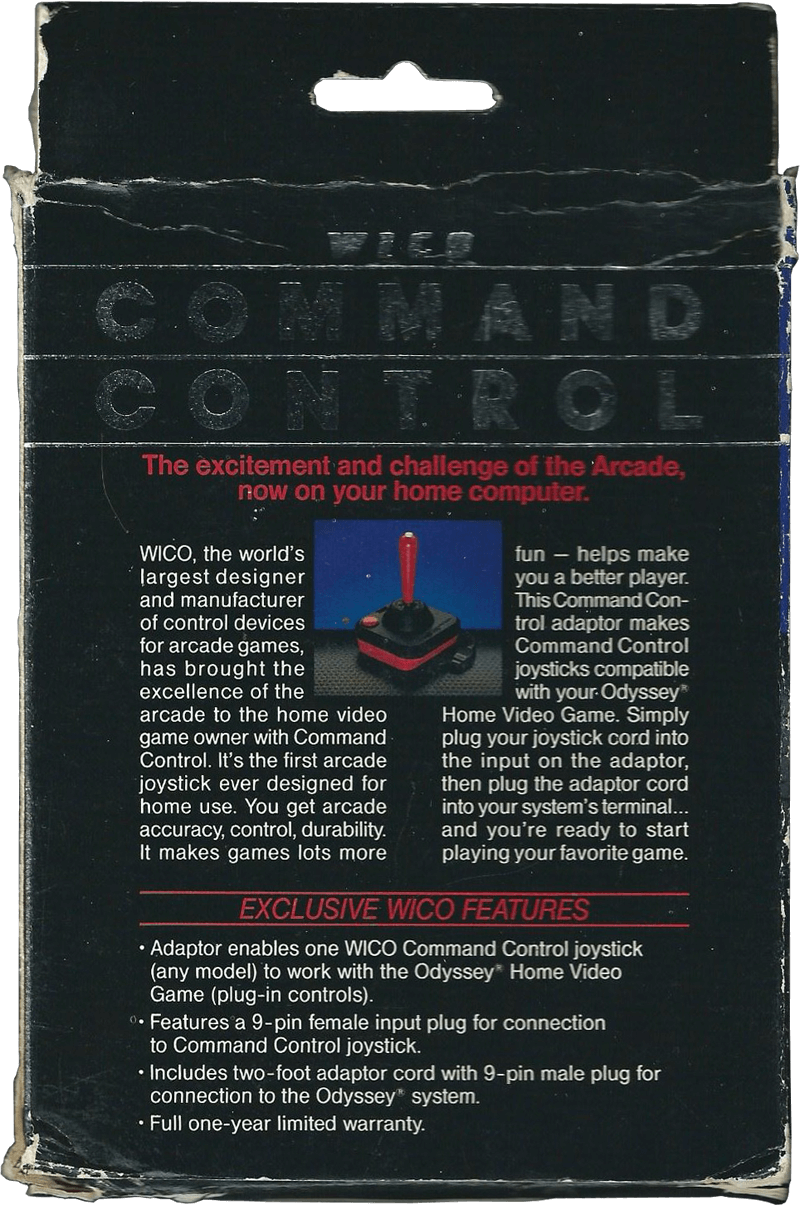 WICO
COMMAND
CONTROL
The excitement and challenge of the Arcade,
now on your home computer.
WICO, the world's
largest designer
and manufacturer
of control devices
for arcade games,
has brought the
excellence of the
arcade to the home video
game owner with Command
Control. It's the first arcade
joystick ever designed for
home use. You get arcade
accuracy, control, durability.
It makes games lots more
fun — helps make
you a better player.
This Command Con-
trol adaptor makes
Command Control
joysticks compatible
with your Odyssey®
Home Video Game. Simply
plug your joystick cord into
the input on the adaptor,
then plug the adaptor cord
into your system's terminal...
and you're ready to start
playing your favorite game.
EXCLUSIVE WICO FEATURES
• Adaptor enables one WICO Command Control joystick
(any model) to work with the Odyssey® Home Video
Game (plug-in controls).
• Features a 9-pin female input plug for connection
to Command Control joystick.
• Includes two-foot adaptor cord with 9-pin male plug for
connection to the Odyssey® system.
• Full one-year limited warranty.